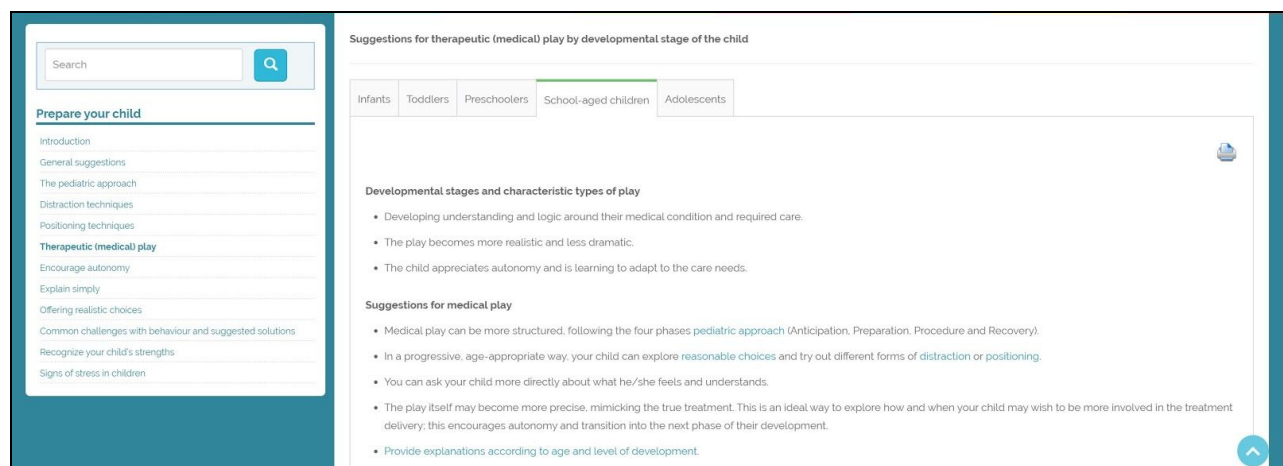 Search
Prepare your child
Introduction
General suggestions
The pediatric approach
Distraction techniques
Positioning techniques
Therapeutic (medical) play
Encourage autonomy
Explain simply
Offering realistic choices
Common challenges with behaviour and suggested solutions
Recognize your child's strengths
Signs of stress in children
Suggestions for therapeutic (medical) play by developmental stage of the child
Infants Toddlers Preschoolers School-aged children Adolescents
Developmental stages and characteristic types of play
• Developing understanding and logic around their medical condition and required care.
• The play becomes more realistic and less dramatic.
• The child appreciates autonomy and is learning to adapt to the care needs.
Suggestions for medical play
• Medical play can be more structured, following the four phases pediatric approach (Anticipation, Preparation, Procedure and Recovery).
• In a progressive, age-appropriate way, your child can explore reasonable choices and try out different forms of distraction or positioning.
• You can ask your child more directly about what he/she feels and understands.
• The play itself may become more precise, mimicking the true treatment. This is an ideal way to explore how and when your child may wish to be more involved in the treatment
delivery; this encourages autonomy and transition into the next phase of their development.
• Provide explanations according to age and level of development.